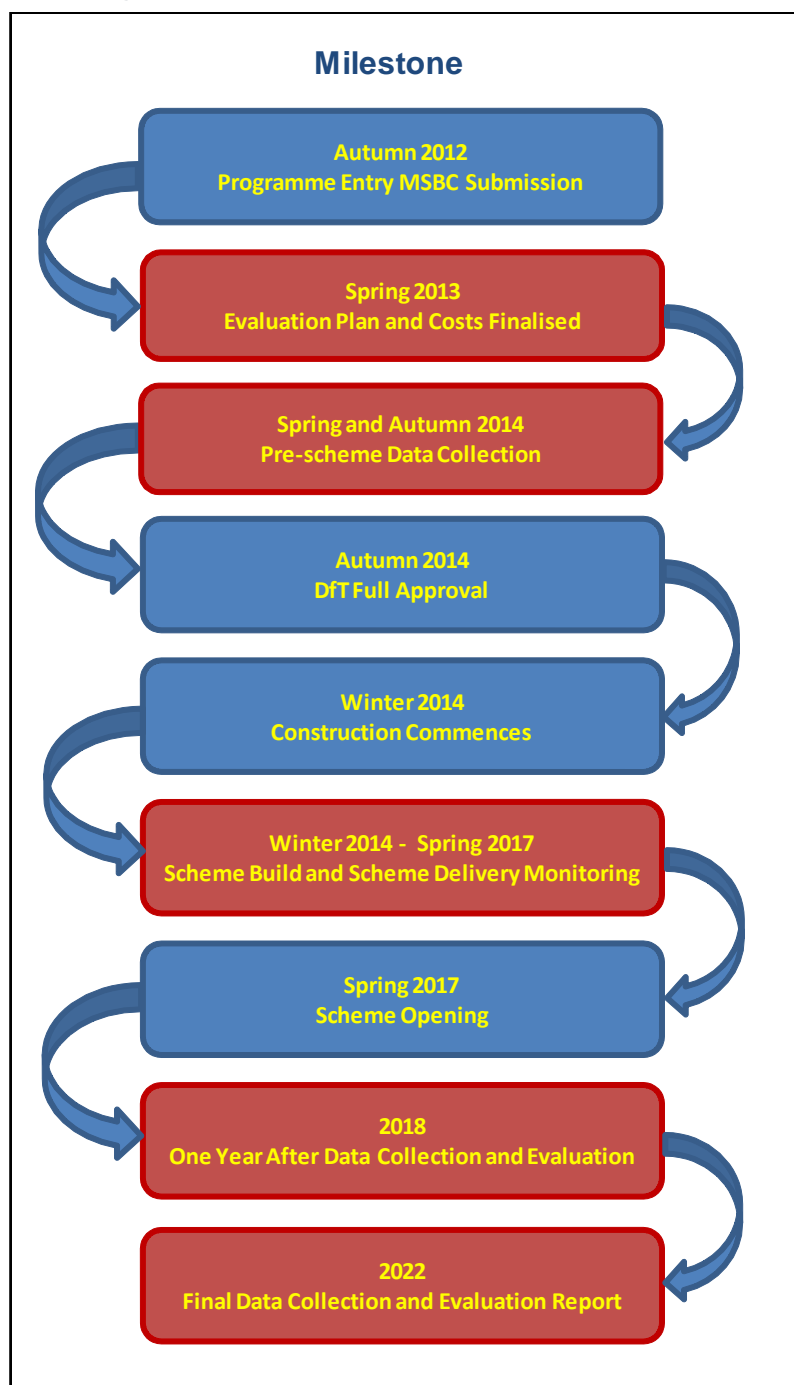 Milestone
Autumn 2012
Programme Entry MSBC Submission
Spring 2013
Evaluation Plan and Costs Finalised
Spring and Autumn 2014
Pre-scheme Data Collection
Autumn 2014
DfT Full Approval
Winter 2014
Construction Commences
Winter 2014 - Spring 2017
Scheme Build and Scheme Delivery Monitoring
Spring 2017
Scheme Opening
2018
One Year After Data Collection and Evaluation
2022
Final Data Collection and Evaluation Report